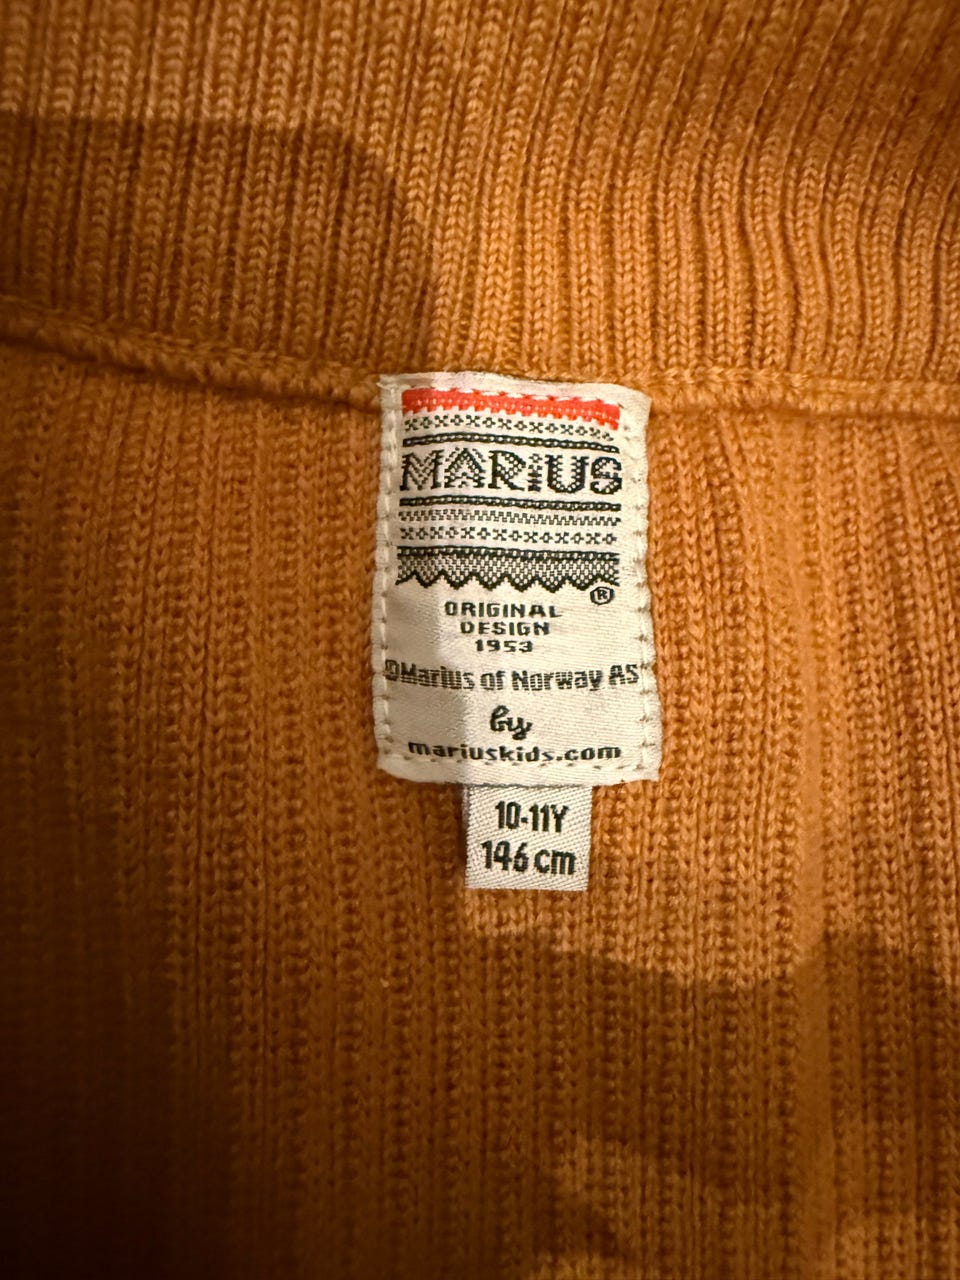 MARiUS
®
ORIGINAL
DESIGN
1953
©Marius of Norway AS
by
mariuskids.com
10-11Y
146 cm